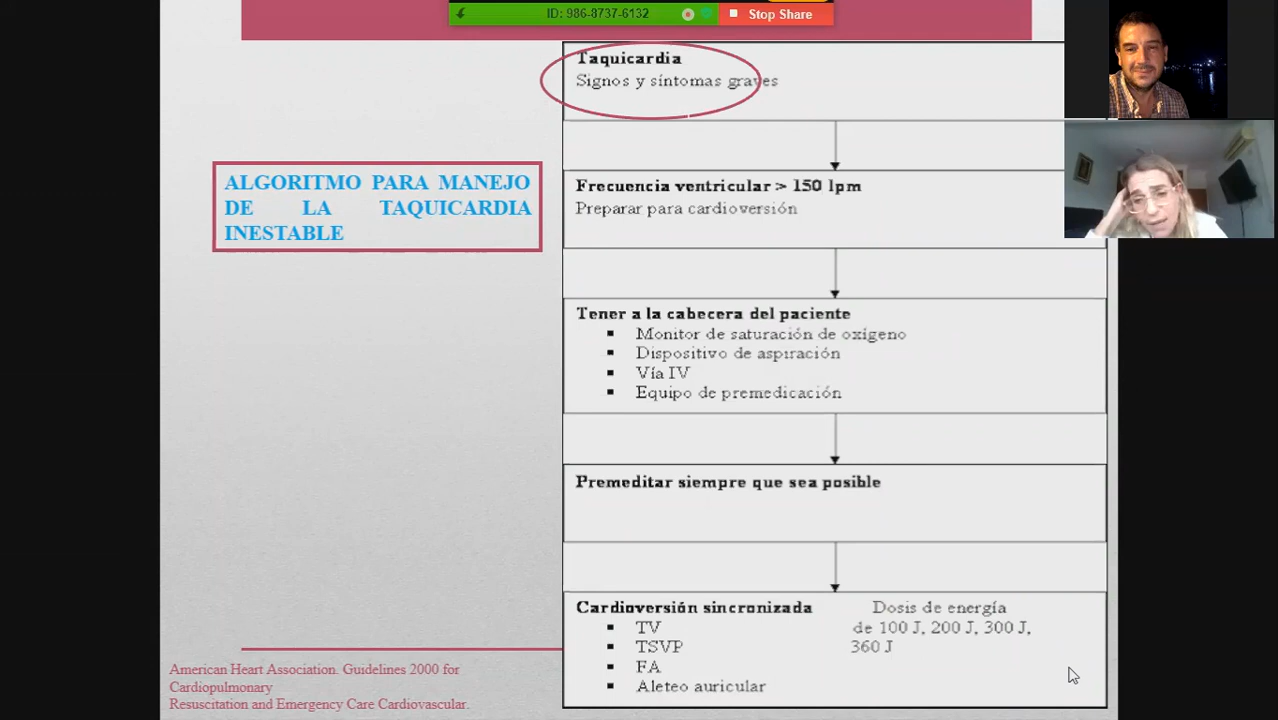 ID: 986-8737-6132
Stop Share
Taquicardia
Signos y síntomas graves
ALGORITMO PARA MANEJO
DE LA TAQUICARDIA
INESTABLE
Frecuencia ventricular > 150 lpm
Preparar para cardioversión
Tener a la cabecera del paciente
▪ Monitor de saturación de oxígeno
▪ Dispositivo de aspiración
▪ Vía IV
▪ Equipo de premedicación
Premeditar siempre que sea posible
Cardioversión sincronizada Dosis de energía
▪ TV de 100 J, 200 J, 300 J,
▪ TSVP 360 J
▪ FA
▪ Aleteo auricular
American Heart Association. Guidelines 2000 for
Cardiopulmonary
Resuscitation and Emergency Care Cardiovascular.